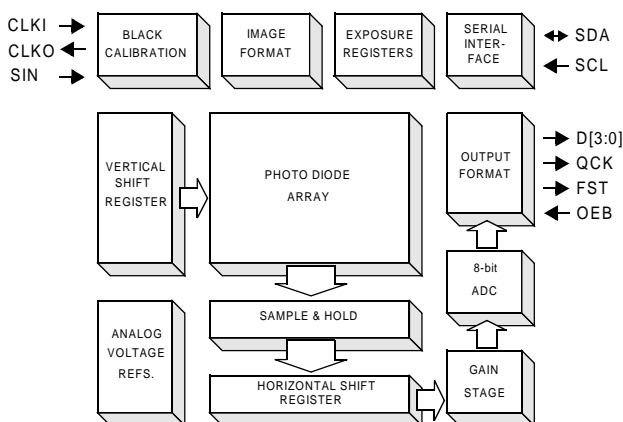 CLKI
CLKO
SIN
BLACK
CALIBRATION
IMAGE
FORMAT
EXPOSURE
REGISTERS
SERIAL
INTER-
FACE
SDA
SCL
VERTICAL
SHIFT
REGISTER
PHOTO DIODE
ARRAY
OUTPUT
FORMAT
D[3:0]
QCK
FST
OEB
8-bit
ADC
ANALOG
VOLTAGE
REFS.
SAMPLE & HOLD
HORIZONTAL SHIFT
REGISTER
GAIN
STAGE